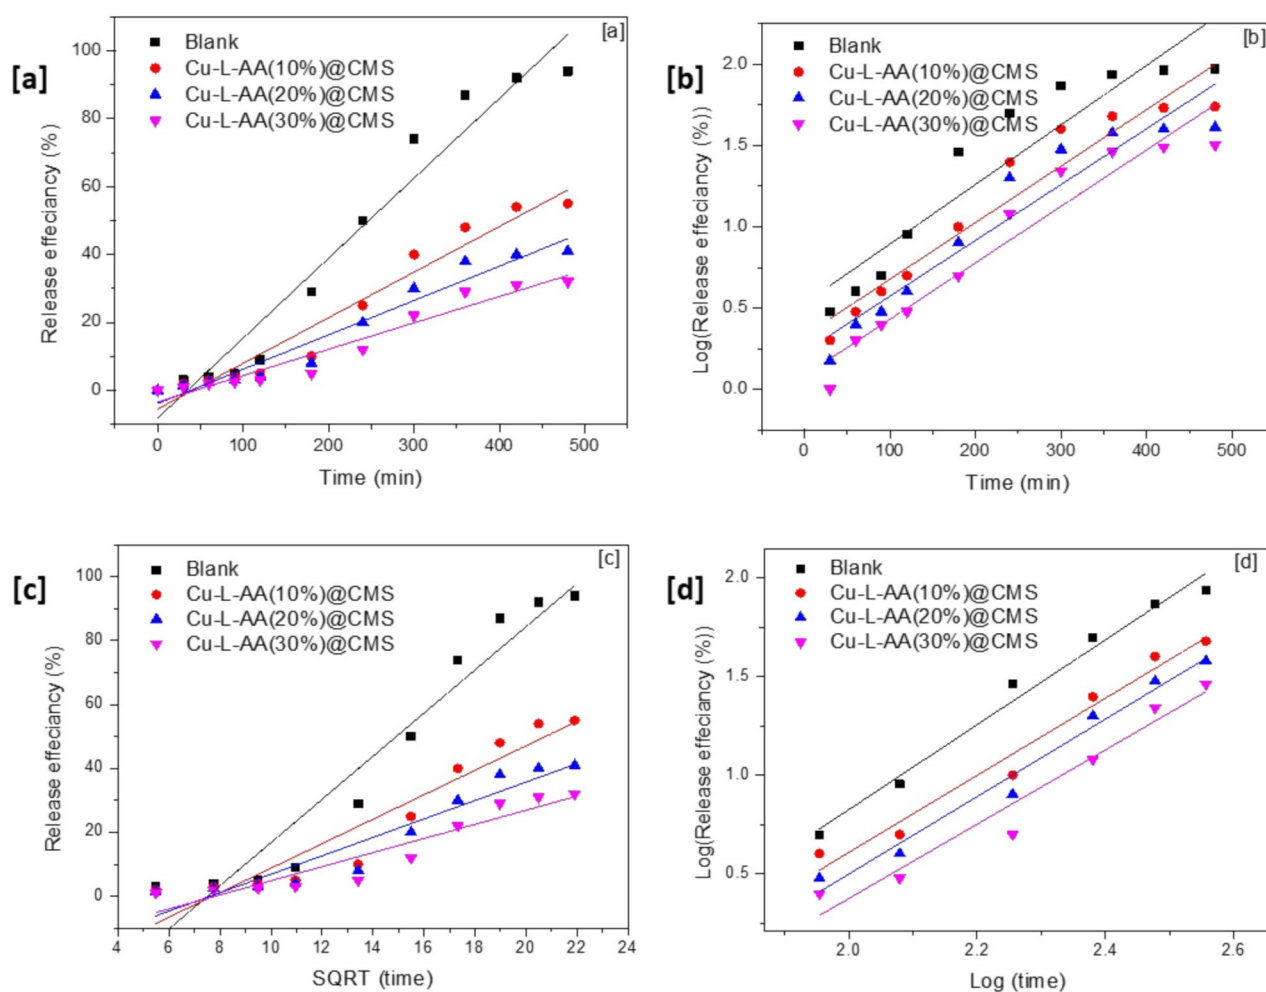 [a]
[a]
Blank
Cu-L-AA(10%)@CMS
Cu-L-AA(20%)@CMS
Cu-L-AA(30%)@CMS
Release effeciancy (%)
100
80
60
40
20
0
0 100 200 300 400 500
Time (min)
[b]
[b]
Blank
Cu-L-AA(10%)@CMS
Cu-L-AA(20%)@CMS
Cu-L-AA(30%)@CMS
Log(Release effeciancy (%))
2.0
1.5
1.0
0.5
0.0
0 100 200 300 400 500
Time (min)
[c]
[c]
Blank
Cu-L-AA(10%)@CMS
Cu-L-AA(20%)@CMS
Cu-L-AA(30%)@CMS
Release effeciancy (%)
100
80
60
40
20
0
4 6 8 10 12 14 16 18 20 22 24
SQRT (time)
[d]
[d]
Blank
Cu-L-AA(10%)@CMS
Cu-L-AA(20%)@CMS
Cu-L-AA(30%)@CMS
Log(Release effeciancy (%))
2.0
1.5
1.0
0.5
2.0 2.2 2.4 2.6
Log (time)